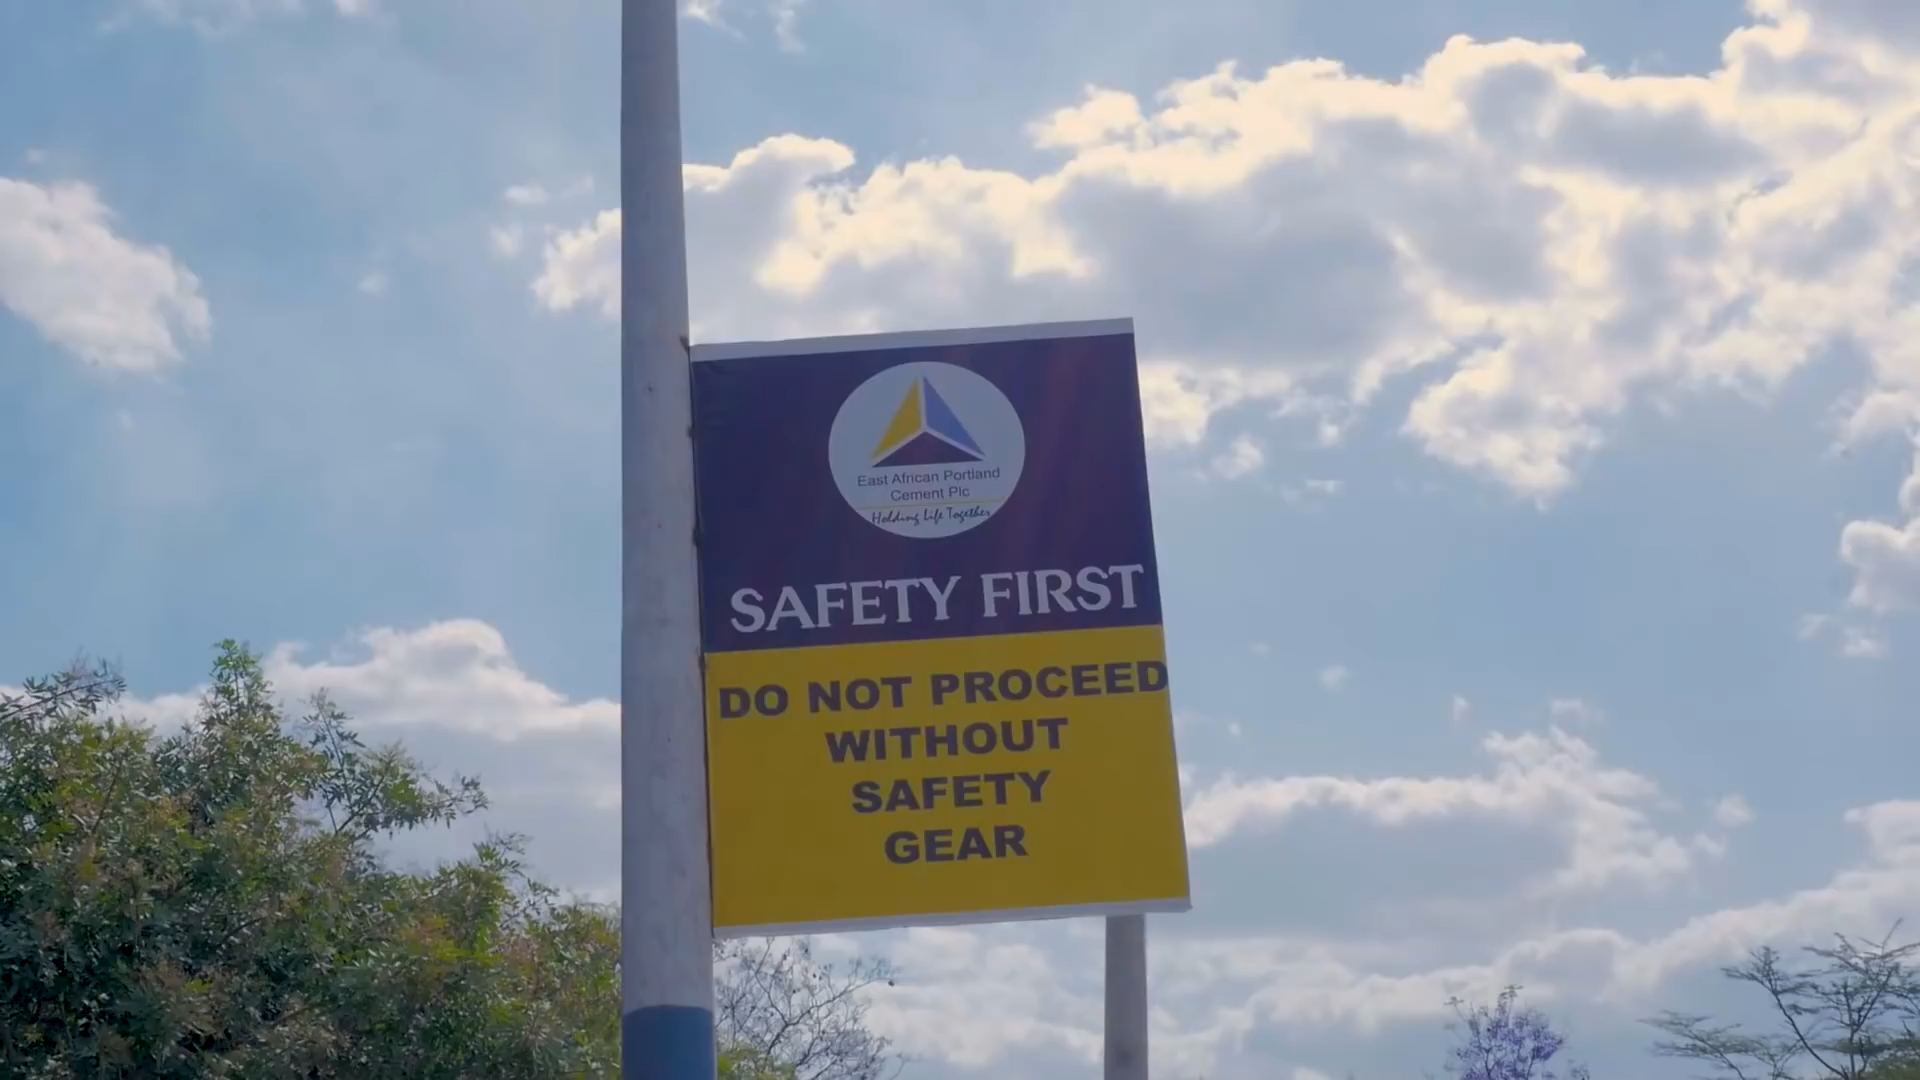 East African Portland
Cement Plc
Holding Life Together
SAFETY FIRST
DO NOT PROCEED
WITHOUT
SAFETY
GEAR